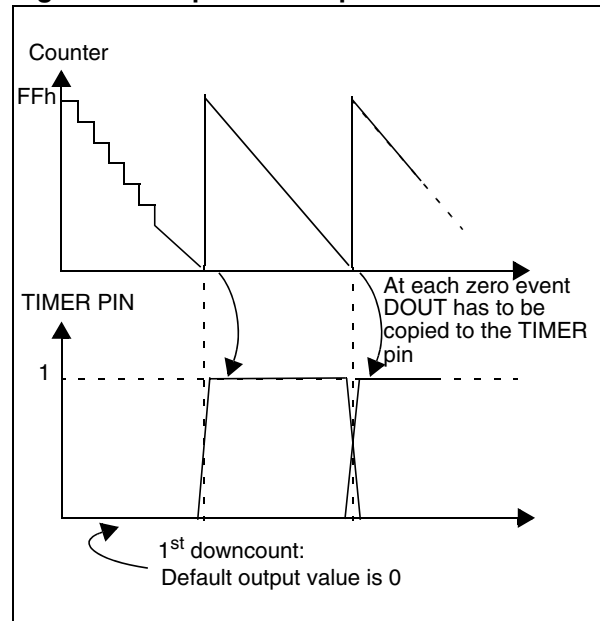 Counter
FFh
At each zero event
DOUT has to be
copied to the TIMER
pin
TIMER PIN
1
1st downcount:
Default output value is 0